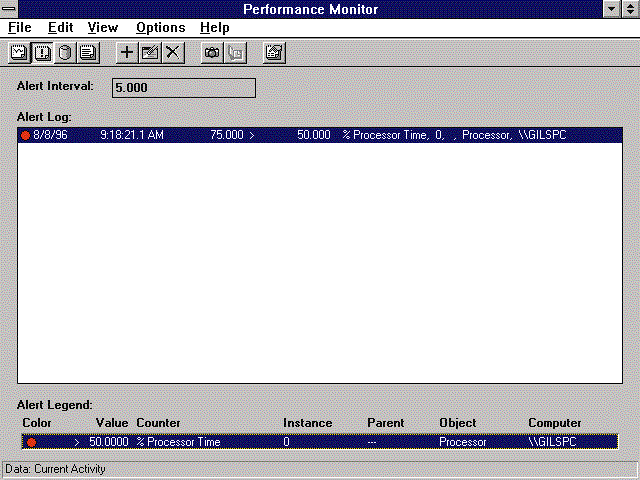 Performance Monitor
File Edit View Options Help
Alert Interval: 5.000
Alert Log:
8/8/96 9:18:21.1 AM 75.000 > 50.000 % Processor Time, 0, , Processor, \\GILSPC
Alert Legend:
Color Value Counter Instance Parent Object Computer
> 50.0000 % Processor Time 0 --- Processor \\GILSPC
Data: Current Activity